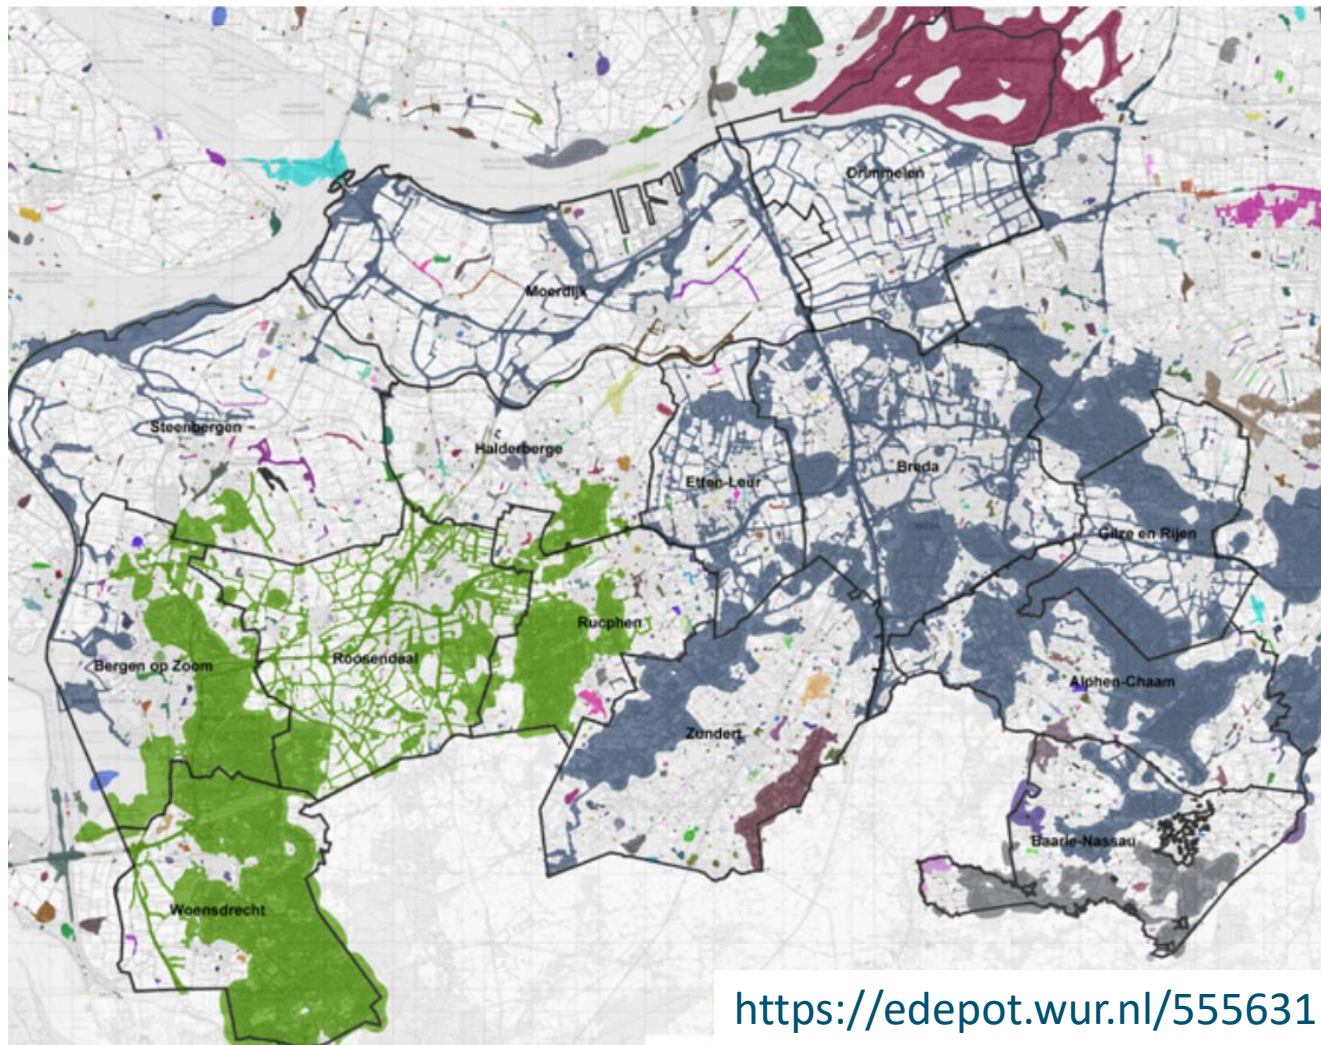 Drimmelen
Moerdijk
Steenbergen
Halderberge
Etten-Leur
Breda
Gilze en Rijen
Rucphen
Bergen op Zoom
Roosendaal
Alphen-Chaam
Zundert
Baarle-Nassau
Woensdrecht
https://edepot.wur.nl/555631